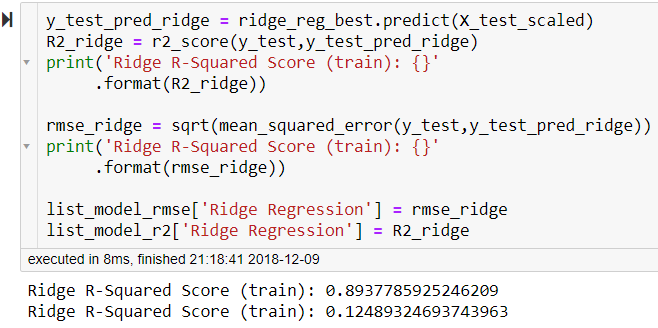 y_test_pred_ridge = ridge_reg_best.predict(X_test_scaled)
R2_ridge = r2_score(y_test,y_test_pred_ridge)
print('Ridge R-Squared Score (train): {}'
     .format(R2_ridge))

rmse_ridge = sqrt(mean_squared_error(y_test,y_test_pred_ridge))
print('Ridge R-Squared Score (train): {}'
     .format(rmse_ridge))

list_model_rmse['Ridge Regression'] = rmse_ridge
list_model_r2['Ridge Regression'] = R2_ridge
executed in 8ms, finished 21:18:41 2018-12-09
Ridge R-Squared Score (train): 0.8937785925246209
Ridge R-Squared Score (train): 0.12489324693743963